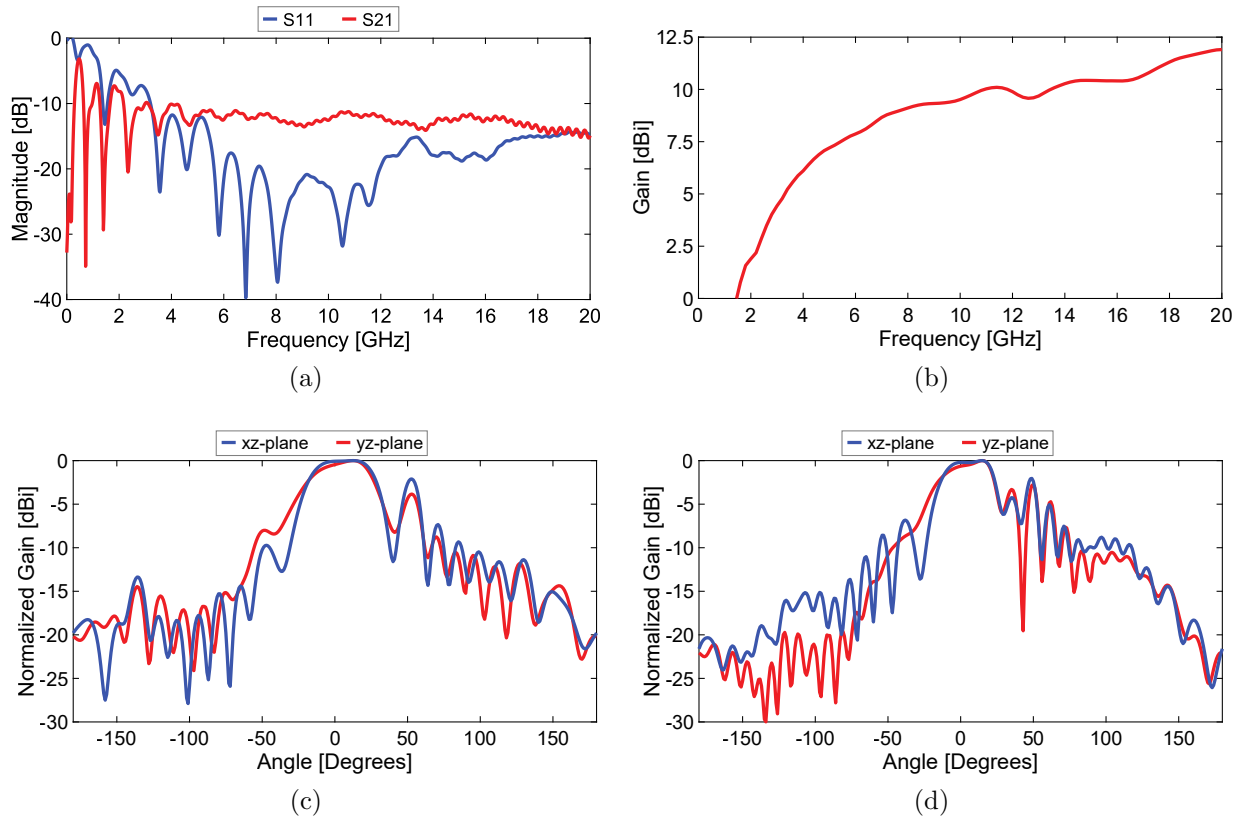 S11 S21
0
-10
-20
-30
-40
Magnitude [dB]
0 2 4 6 8 10 12 14 16 18 20
Frequency [GHz]
(a)
12.5
10
7.5
5
2.5
0
Gain [dBi]
0 2 4 6 8 10 12 14 16 18 20
Frequency [GHz]
(b)
xz-plane yz-plane
0
-5
-10
-15
-20
-25
-30
Normalized Gain [dBi]
-150 -100 -50 0 50 100 150
Angle [Degrees]
(c)
xz-plane yz-plane
0
-5
-10
-15
-20
-25
-30
Normalized Gain [dBi]
-150 -100 -50 0 50 100 150
Angle [Degrees]
(d)